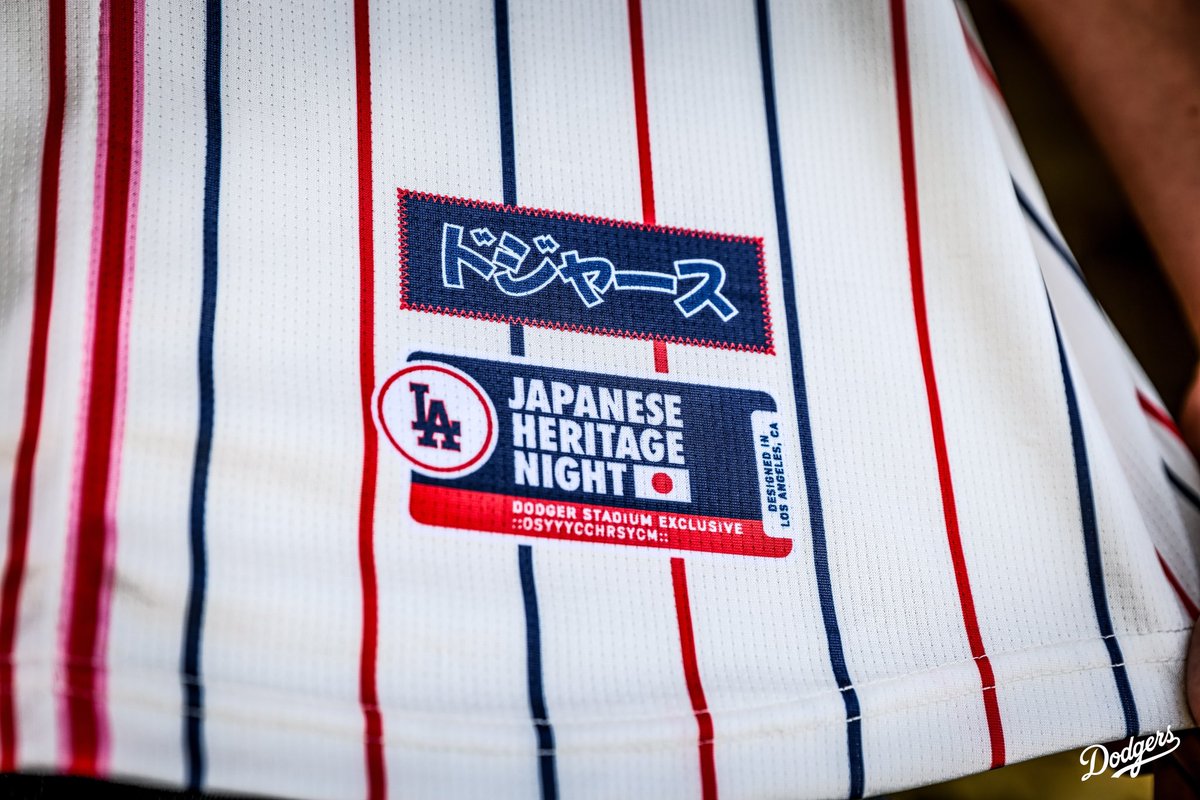 ドジャース
LA
JAPANESE
HERITAGE
NIGHT
DODGER STADIUM EXCLUSIVE
::OSYYYCCHRSYCM::
DESIGNED IN
LOS ANGELES, CA
Dodgers